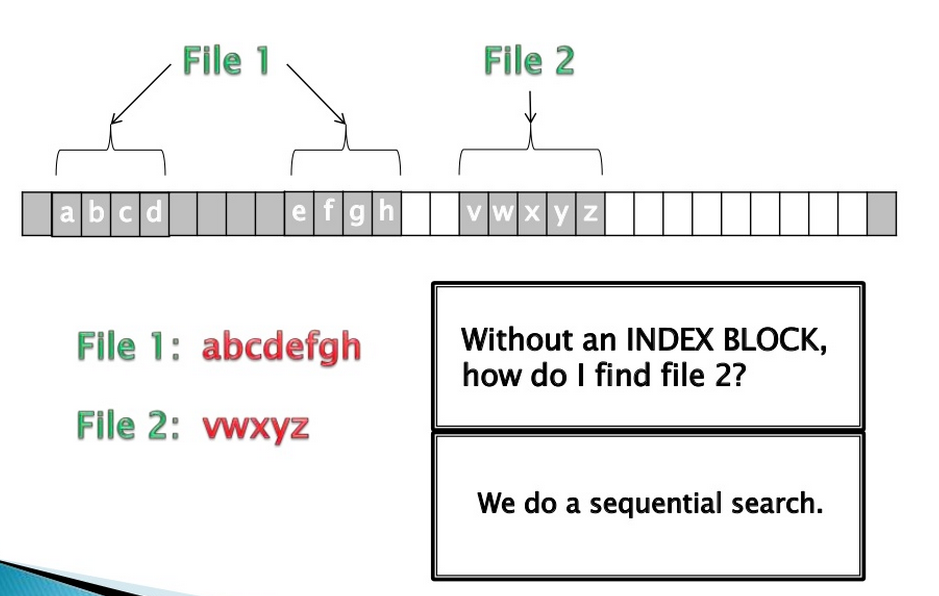 File 1
File 2
a b c d e f g h v w x y z
File 1: abcdefgh
File 2: vwxyz
Without an INDEX BLOCK,
how do I find file 2?
We do a sequential search.